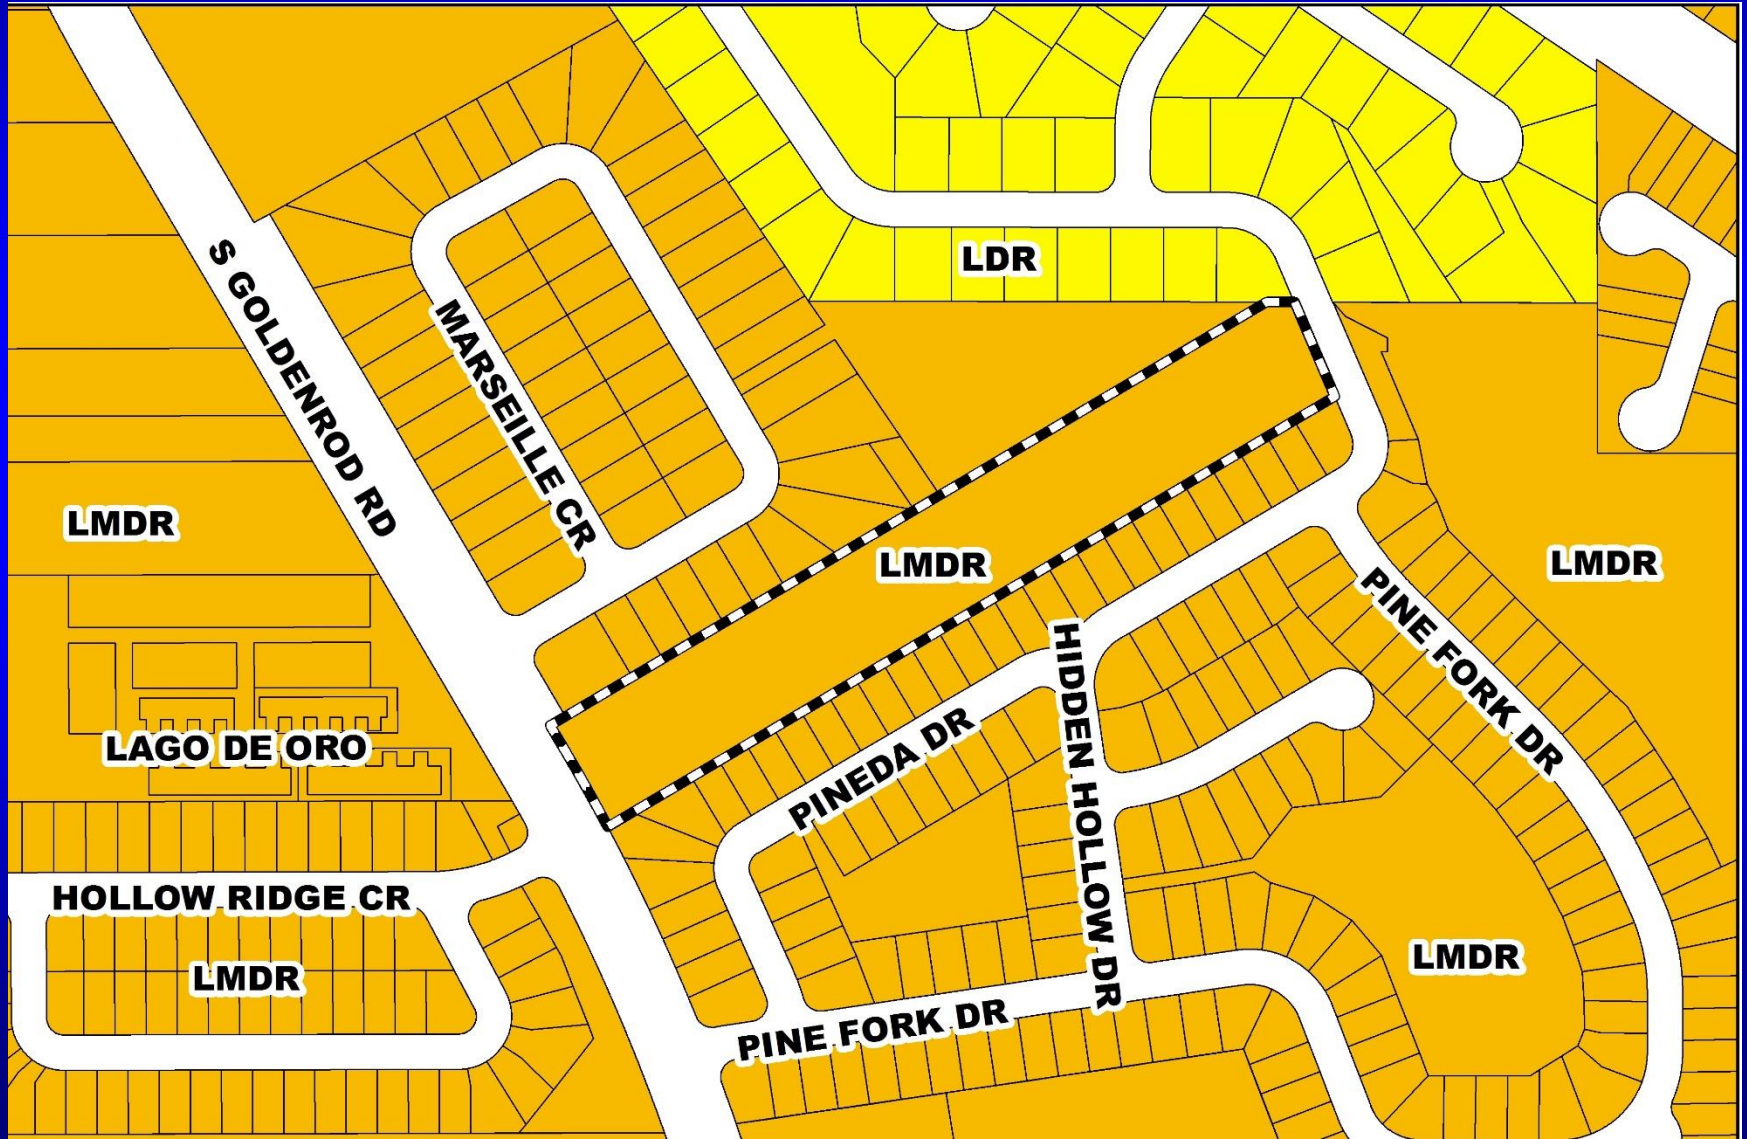 LDR
S GOLDENROD RD
MARSEILLE CR
LMDR
LMDR
LMDR
PINE FORK DR
HIDDEN HOLLOW DR
PINEDA DR
LAGO DE ORO
HOLLOW RIDGE CR
LMDR
LMDR
PINE FORK DR